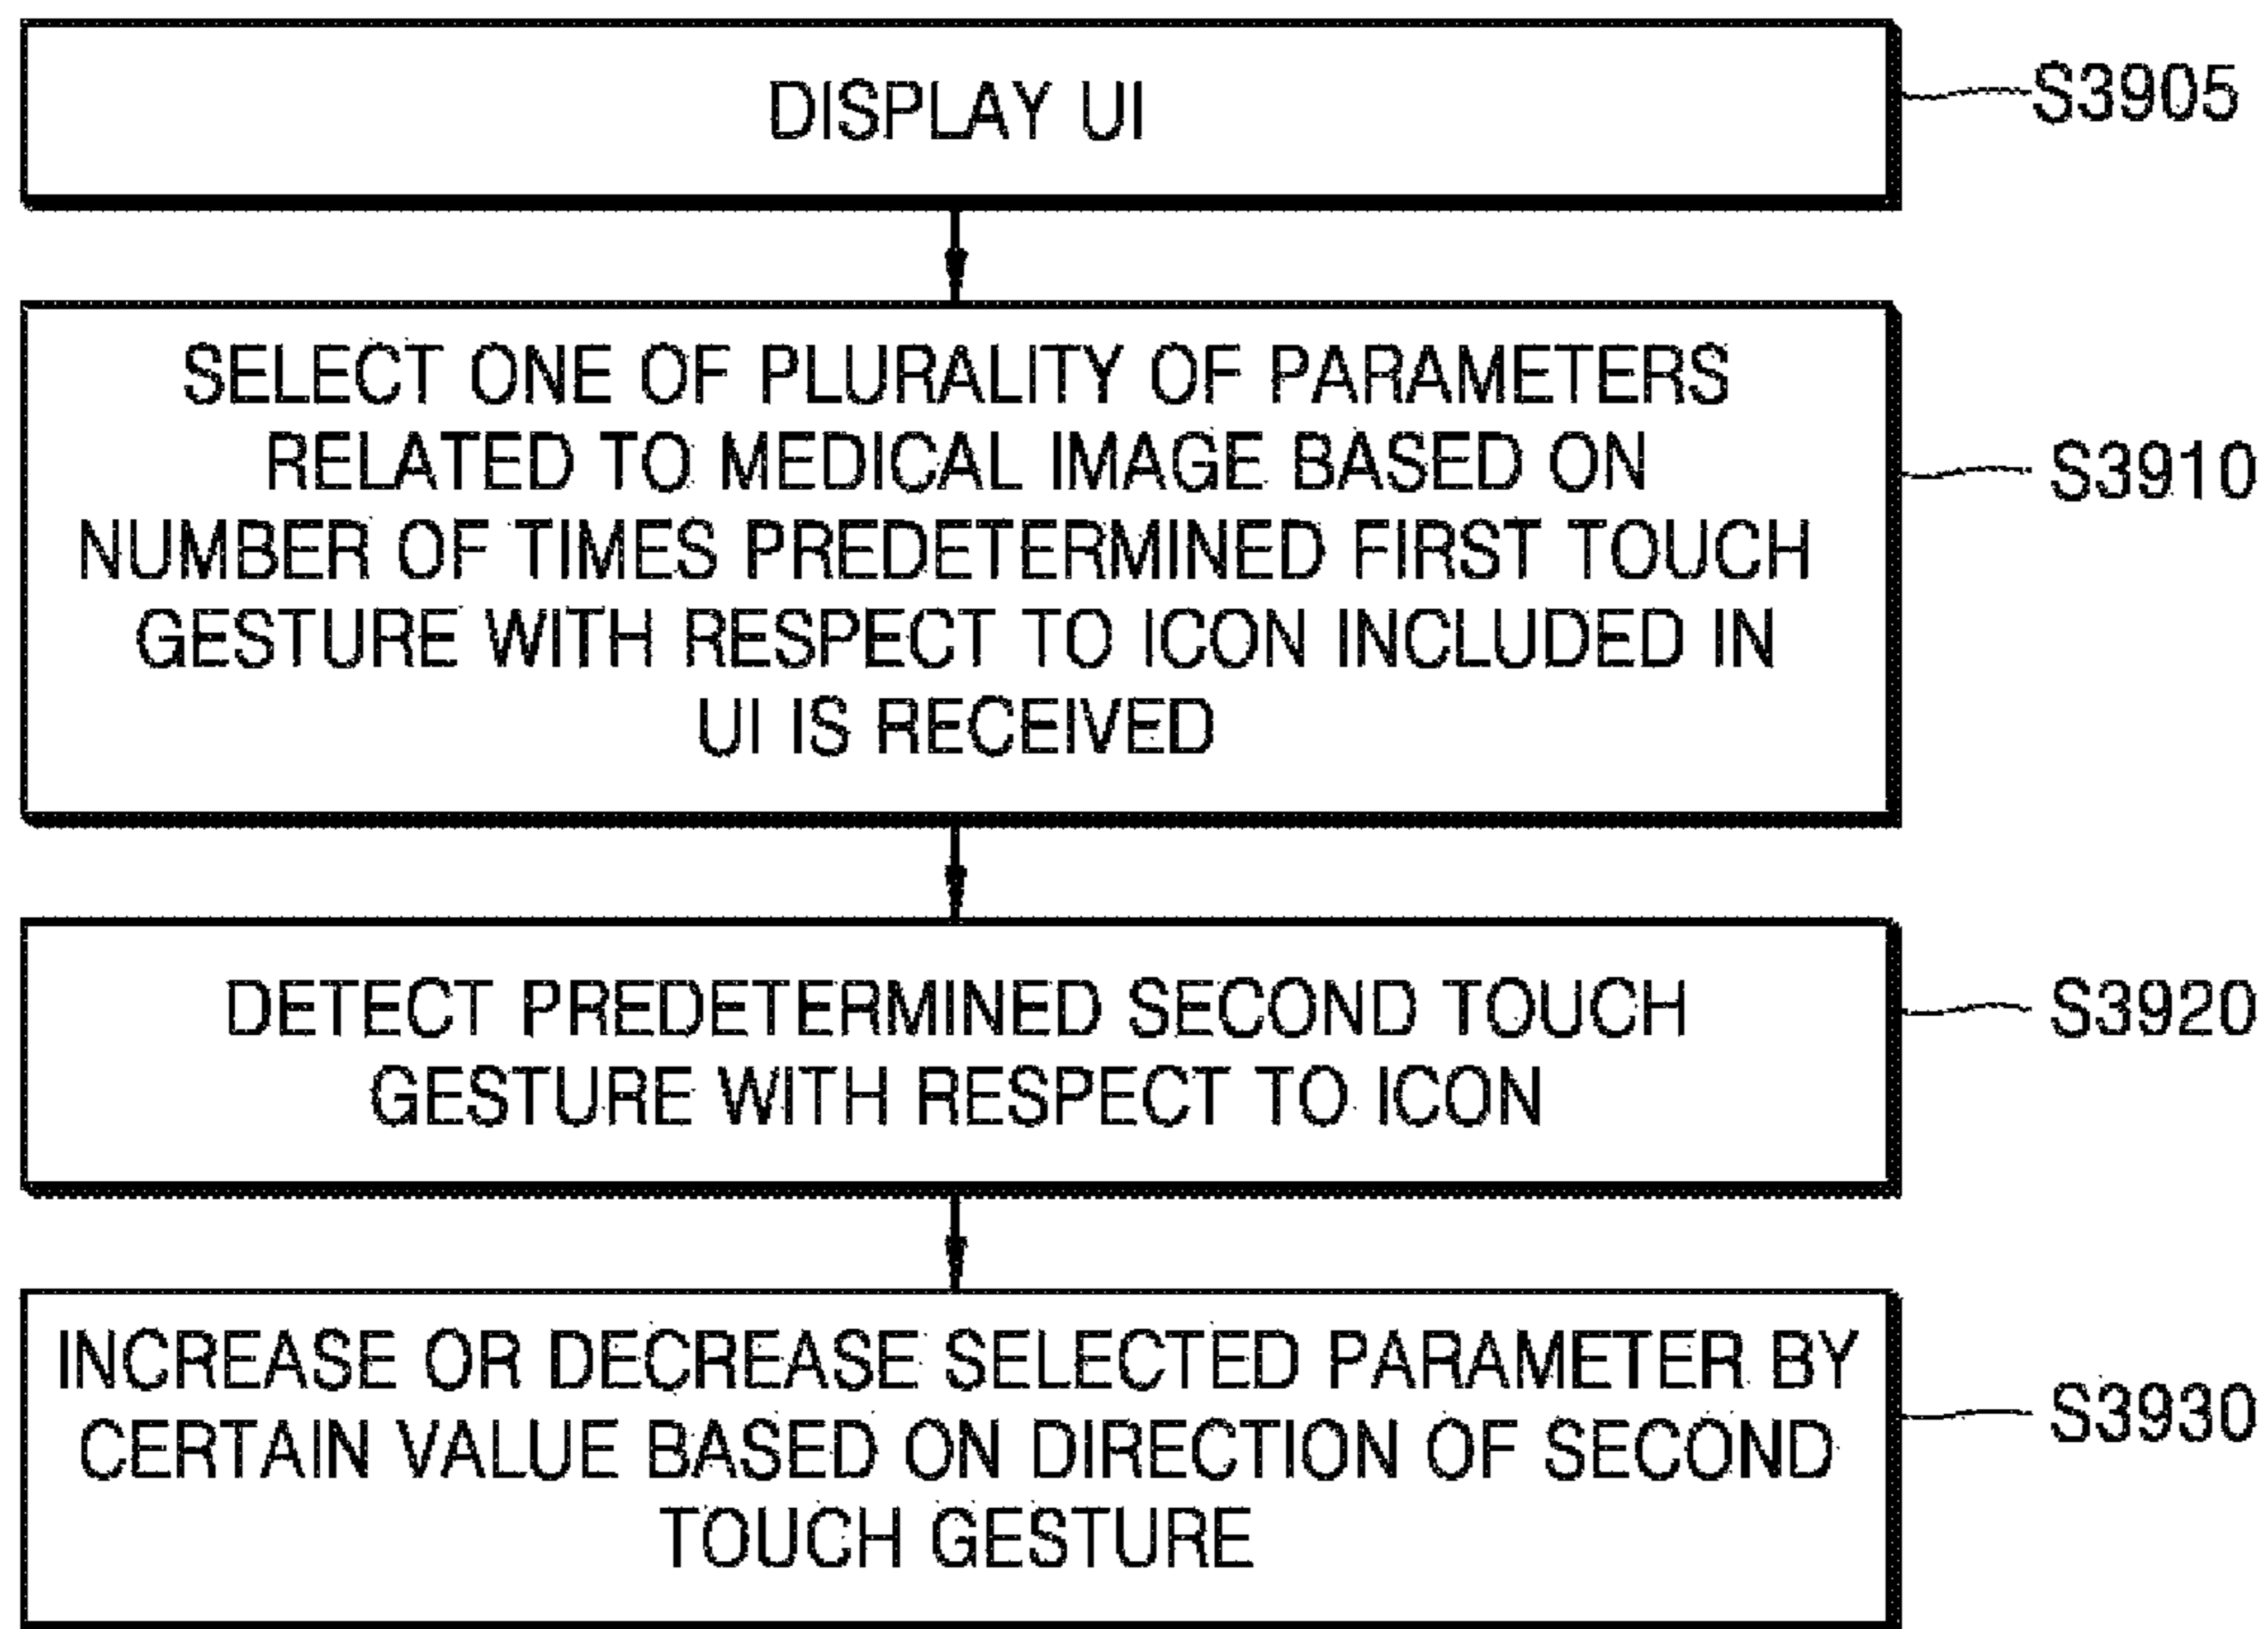 DISPLAY UI
S3905
SELECT ONE OF PLURALITY OF PARAMETERS
RELATED TO MEDICAL IMAGE BASED ON
NUMBER OF TIMES PREDETERMINED FIRST TOUCH
GESTURE WITH RESPECT TO ICON INCLUDED IN
UI IS RECEIVED
S3910
DETECT PREDETERMINED SECOND TOUCH
GESTURE WITH RESPECT TO ICON
S3920
INCREASE OR DECREASE SELECTED PARAMETER BY
CERTAIN VALUE BASED ON DIRECTION OF SECOND
TOUCH GESTURE
S3930